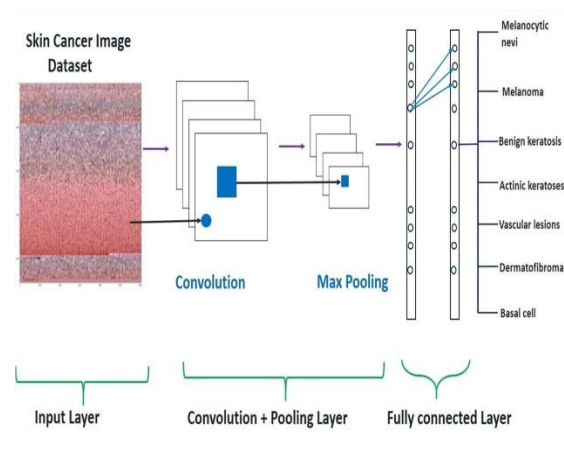 Skin Cancer Image
Dataset
Convolution
Max Pooling
Melanocytic
nevi
Melanoma
Benign keratosis
Actinic keratoses
Vascular lesions
Dermatofibroma
Basal cell
Input Layer
Convolution + Pooling Layer
Fully connected Layer